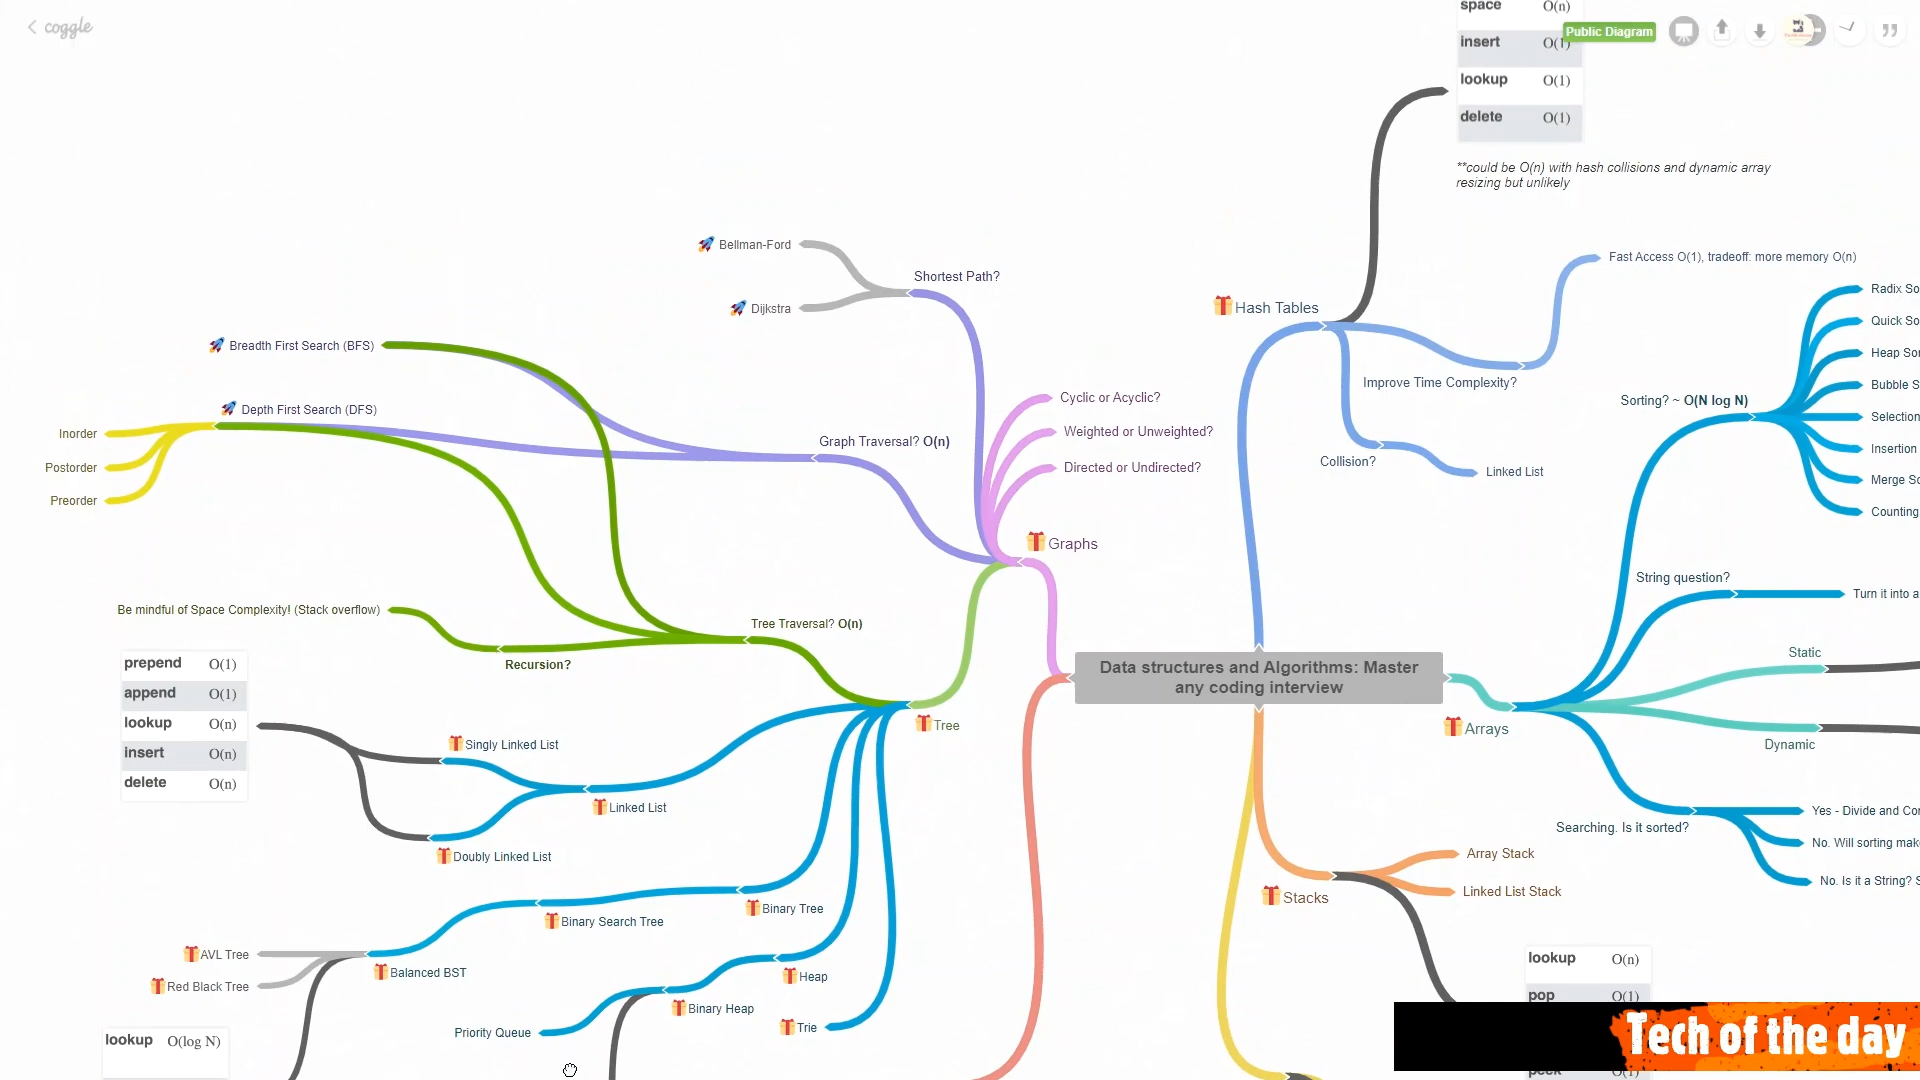 coggle
space O(n)
insert O(1)
lookup O(1)
delete O(1)
Public Diagram
**could be O(n) with hash collisions and dynamic array
resizing but unlikely
Bellman-Ford
Shortest Path?
Dijkstra
Hash Tables
Fast Access O(1), tradeoff: more memory O(n)
Improve Time Complexity?
Collision?
Linked List
Breadth First Search (BFS)
Depth First Search (DFS)
Inorder
Postorder
Preorder
Graph Traversal? O(n)
Cyclic or Acyclic?
Weighted or Unweighted?
Directed or Undirected?
Graphs
Sorting? ~ O(N log N)
Radix So
Quick So
Heap Sor
Bubble S
Selection
Insertion
Merge So
Counting
String question?
Turn it into a
Static
Dynamic
Arrays
Searching. Is it sorted?
Yes - Divide and Con
No. Will sorting mak
No. Is it a String? S
Data structures and Algorithms: Master
any coding interview
Be mindful of Space Complexity! (Stack overflow)
Tree Traversal? O(n)
Recursion?
Tree
prepend O(1)
append O(1)
lookup O(n)
insert O(n)
delete O(n)
Singly Linked List
Linked List
Doubly Linked List
Binary Tree
Binary Search Tree
AVL Tree
Red Black Tree
Balanced BST
Heap
Binary Heap
Priority Queue
Trie
lookup O(log N)
Array Stack
Linked List Stack
Stacks
lookup O(n)
pop O(1)
peek O(1)
Tech of the day